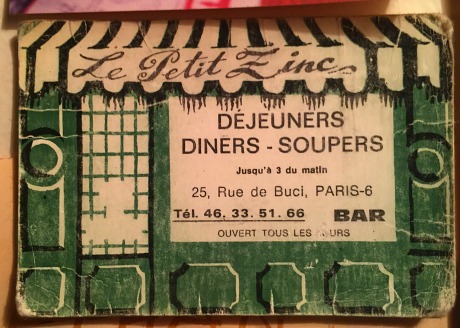 Le Petit Zinc
DÉJEUNERS
DINERS - SOUPERS
Jusqu'à 3 du matin
25, Rue de Buci, PARIS-6
Tél. 46. 33. 51. 66 BAR
OUVERT TOUS LES